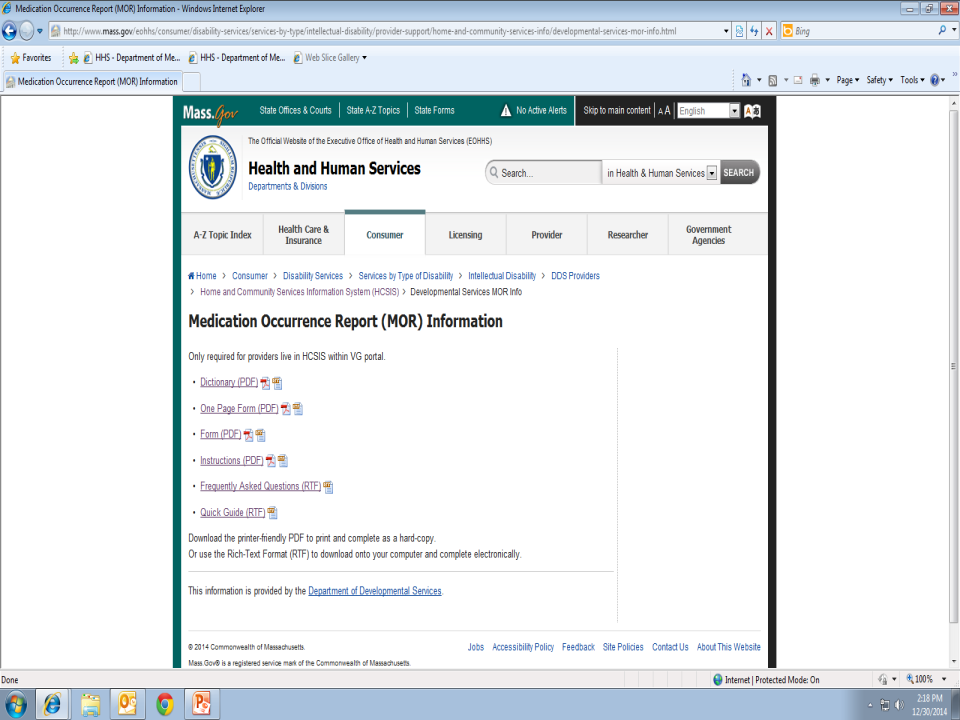 Medication Occurrence Report (MOR) Information - Windows Internet Explorer
http://www.mass.gov/eohhs/consumer/disability-services/services-by-type/intellectual-disability/provider-support/home-and-community-services-info/developmental-services-mor-info.html
Bing
Favorites HHS - Department of Me... HHS - Department of Me... Web Slice Gallery
Medication Occurrence Report (MOR) Information
Page Safety Tools
Mass.Gov State Offices & Courts State A-Z Topics State Forms No Active Alerts Skip to main content A A English
The Official Website of the Executive Office of Health and Human Services (EOHHS)
Health and Human Services
Departments & Divisions
Search... in Health & Human Services SEARCH
A-Z Topic Index
Health Care & Insurance
Consumer
Licensing
Provider
Researcher
Government Agencies
Home > Consumer > Disability Services > Services by Type of Disability > Intellectual Disability > DDS Providers
> Home and Community Services Information System (HCSIS) > Developmental Services MOR Info
Medication Occurrence Report (MOR) Information
Only required for providers live in HCSIS within VG portal.
• Dictionary (PDF)
• One Page Form (PDF)
• Form (PDF)
• Instructions (PDF)
• Frequently Asked Questions (RTF)
• Quick Guide (RTF)
Download the printer-friendly PDF to print and complete as a hard-copy.
Or use the Rich-Text Format (RTF) to download onto your computer and complete electronically.
This information is provided by the Department of Developmental Services.
© 2014 Commonwealth of Massachusetts.
Jobs Accessibility Policy Feedback Site Policies Contact Us About This Website
Mass.Gov® is a registered service mark of the Commonwealth of Massachusetts.
Done
Internet | Protected Mode: On
100%
2:18 PM
12/30/2014